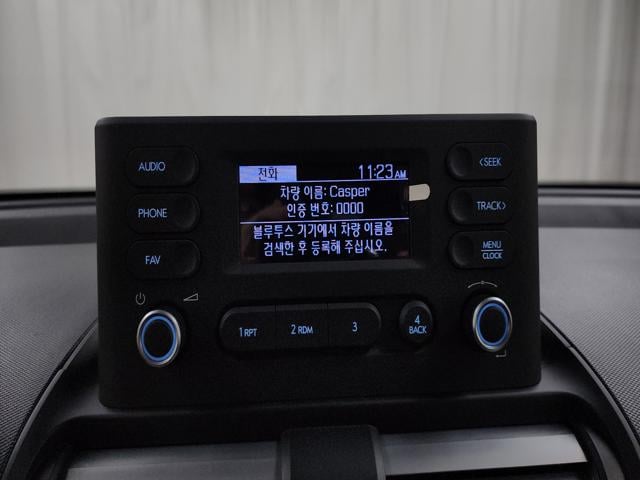 전화 11:23 AM
차량 이름: Casper
인증 번호: 0000
블루투스 기기에서 차량 이름을
검색한 후 등록해 주십시오.
AUDIO
PHONE
FAV
<SEEK
TRACK>
MENU
CLOCK
1 RPT 2 RDM 3 4
BACK